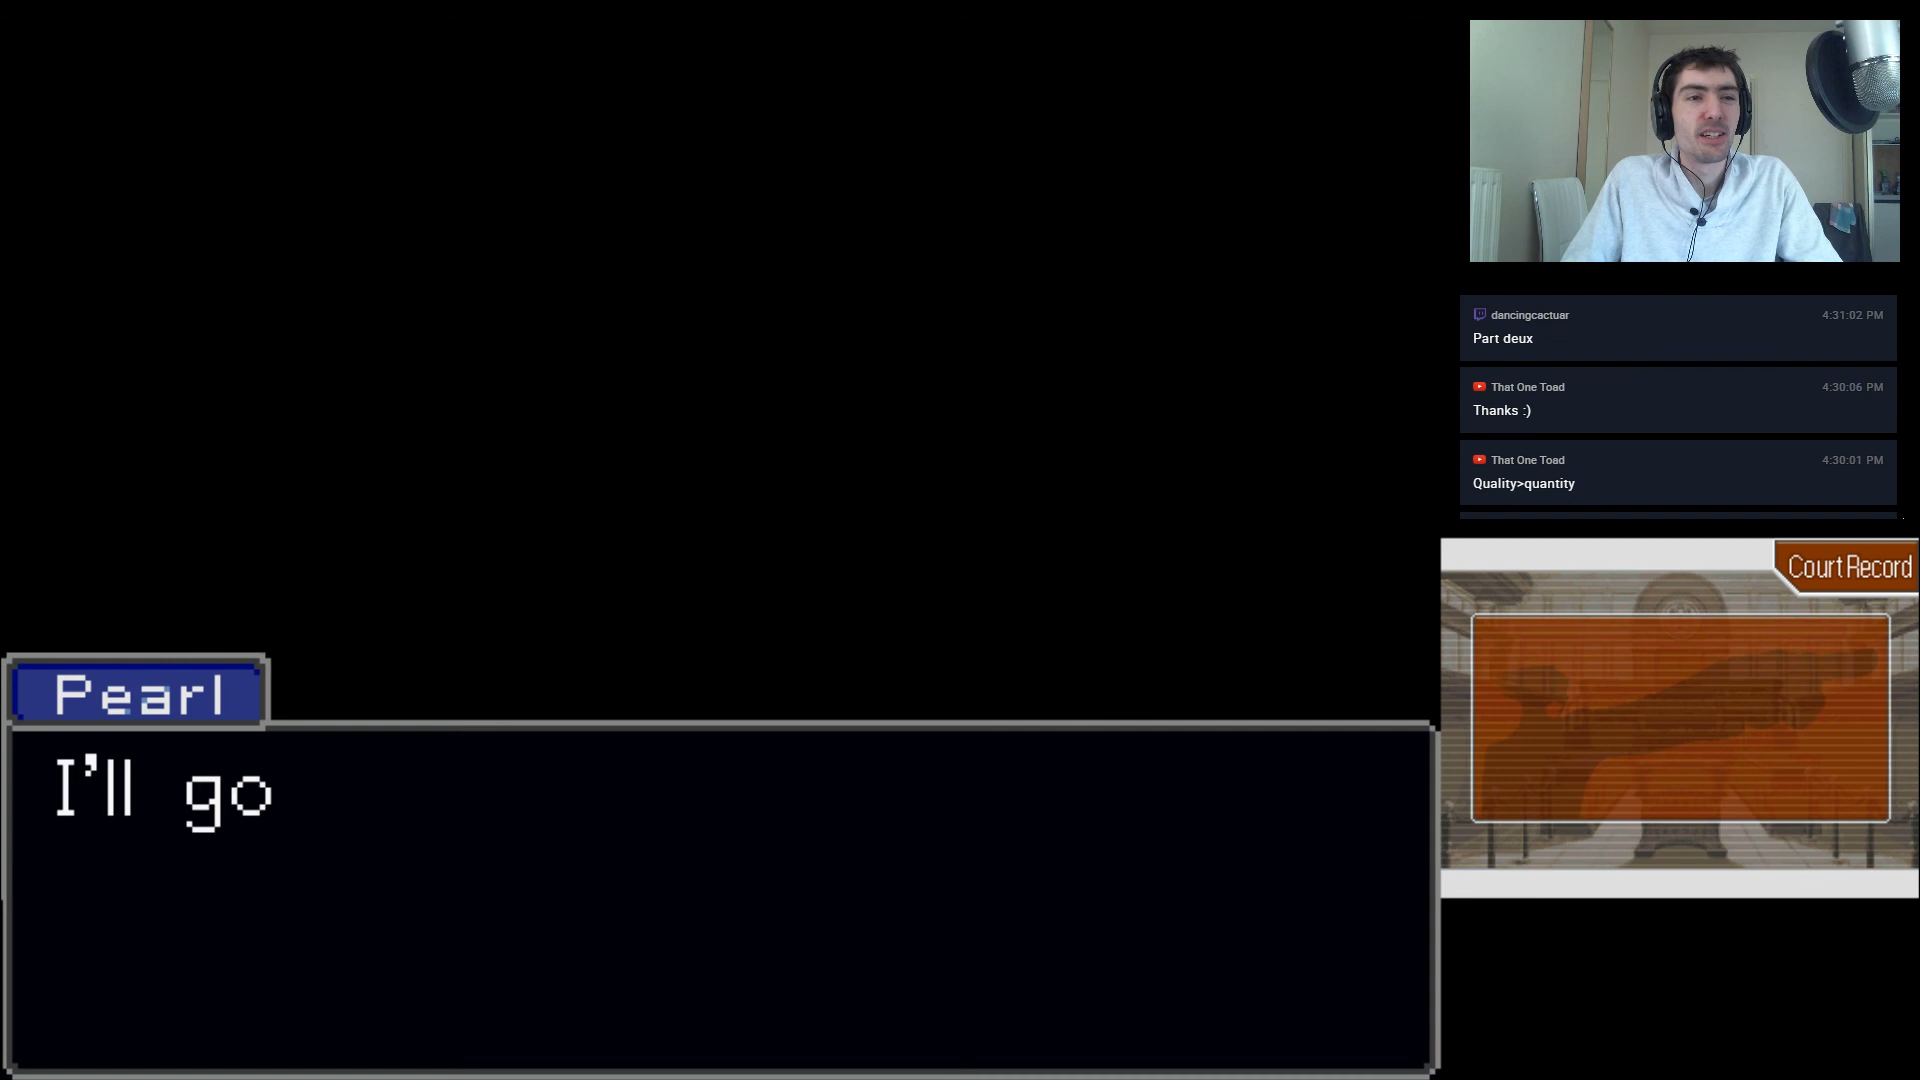 dancingcactuar 4:31:02 PM
Part deux
That One Toad 4:30:06 PM
Thanks :)
That One Toad 4:30:01 PM
Quality>quantity
Court Record
Pearl
I'll go